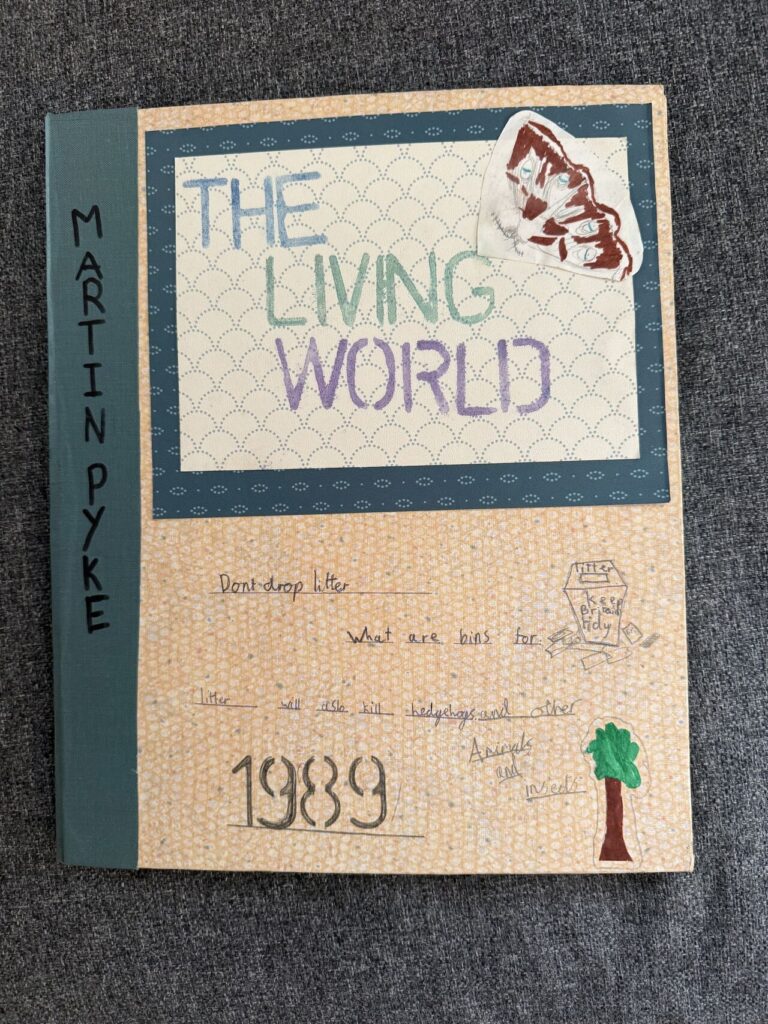 MARTIN PYKE
THE
LIVING
WORLD
Dont drop litter
litter
Keep
Britain
tidy
What are bins for.
litter will also kill hedgehogs and other
Animals
and
insects
1989